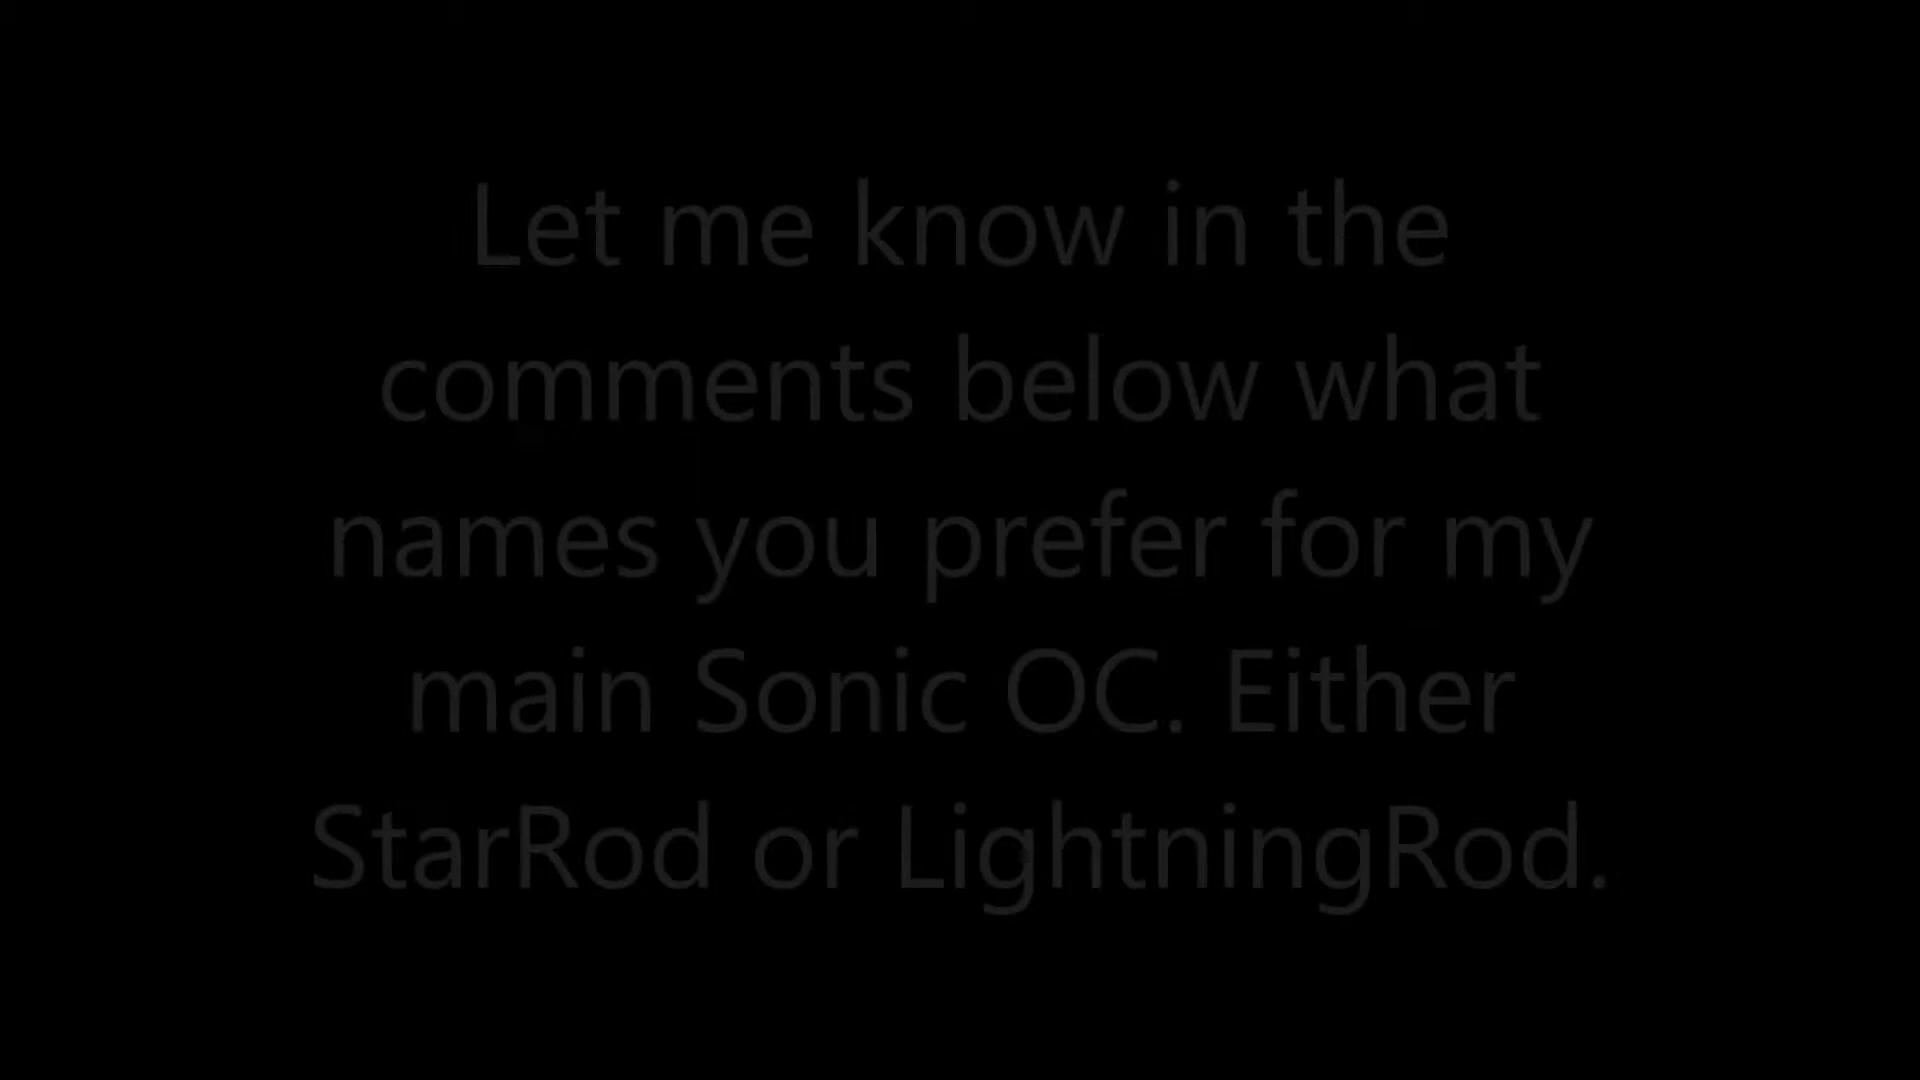 Let me know in the
comments below what
names you prefer for my
main Sonic OC. Either
StarRod or LightningRod.